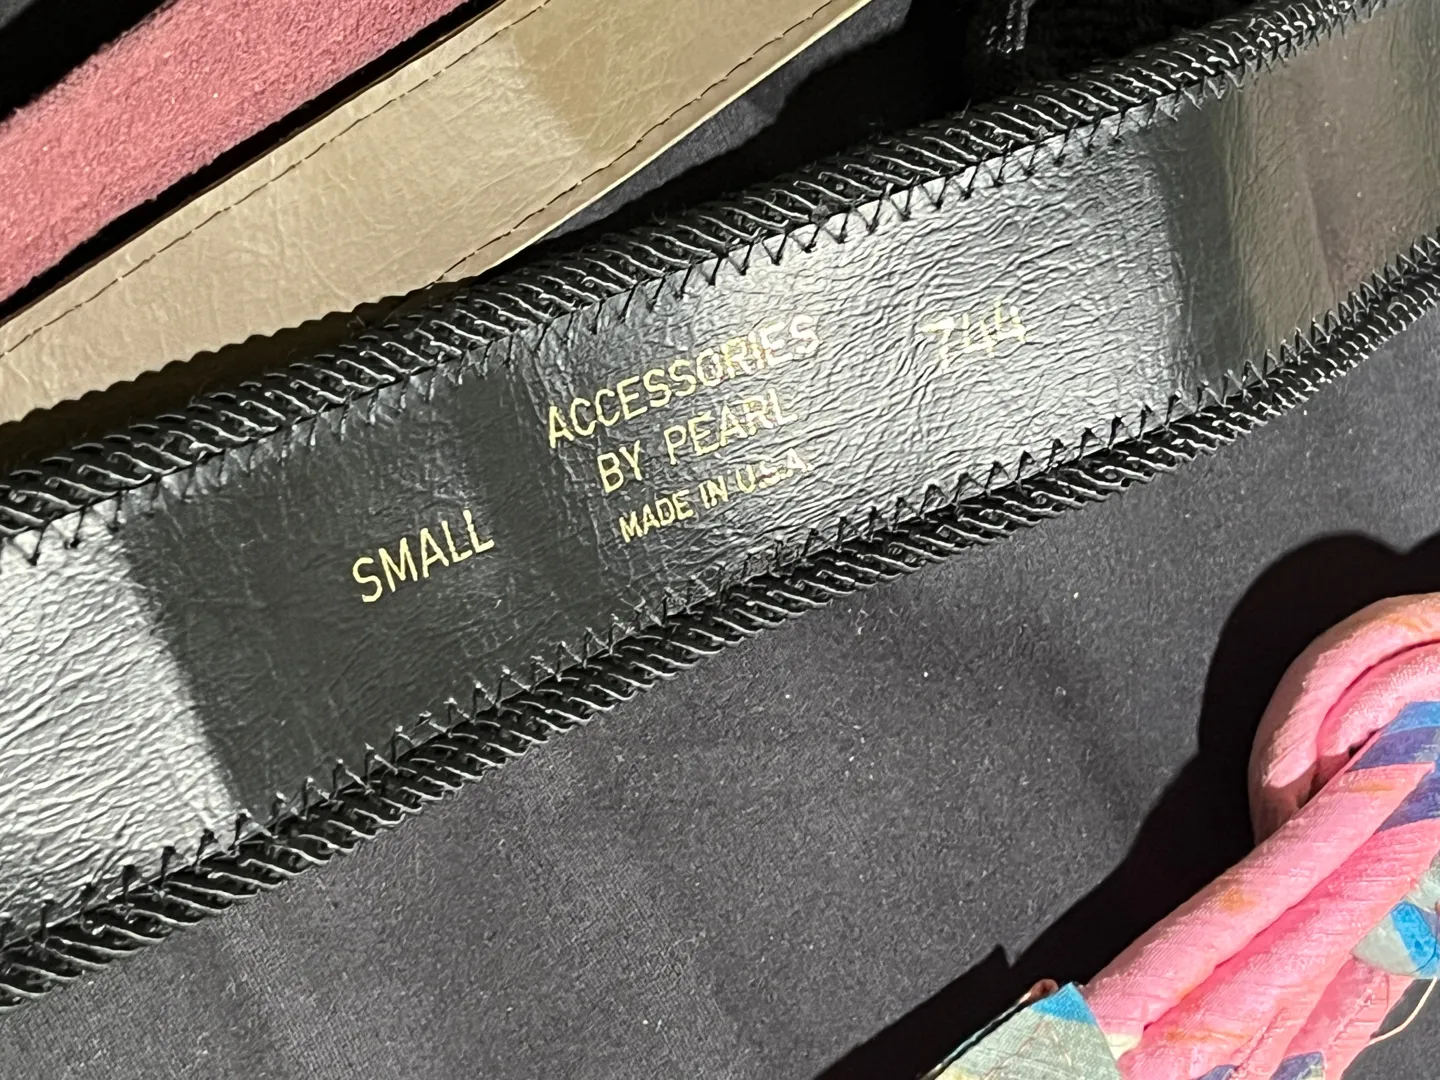 SMALL
ACCESSORIES
BY PEARL
MADE IN U.S.A.
744